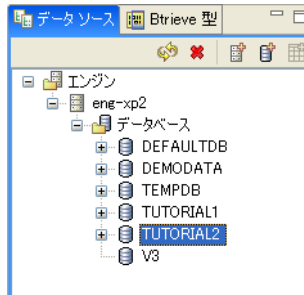 データ ソース Btrieve 型
エンジン
eng-xp2
データベース
DEFAULTDB
DEMODATA
TEMPDB
TUTORIAL1
TUTORIAL2
V3